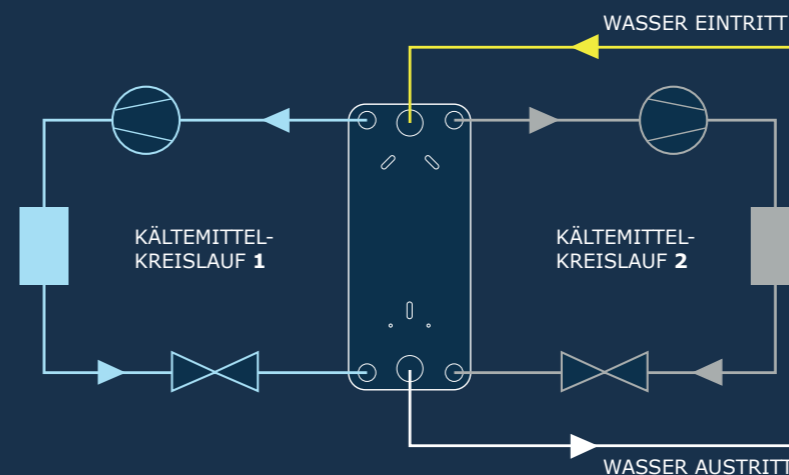 WASSER EINTRITT
KÄLTEMITTEL-
KREISLAUF 1
KÄLTEMITTEL-
KREISLAUF 2
WASSER AUSTRITT